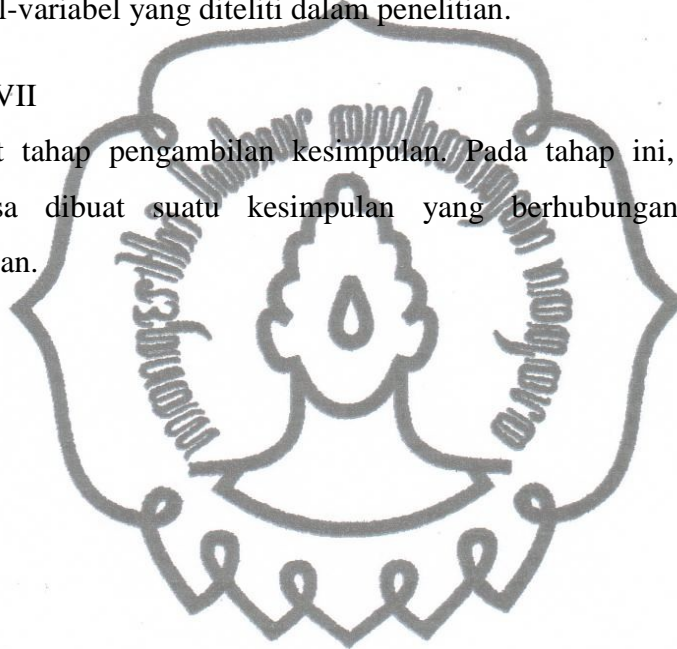 l-variabel yang diteliti dalam penelitian.
VII
t tahap pengambilan kesimpulan. Pada tahap ini,
sa dibuat suatu kesimpulan yang berhubungan
an.